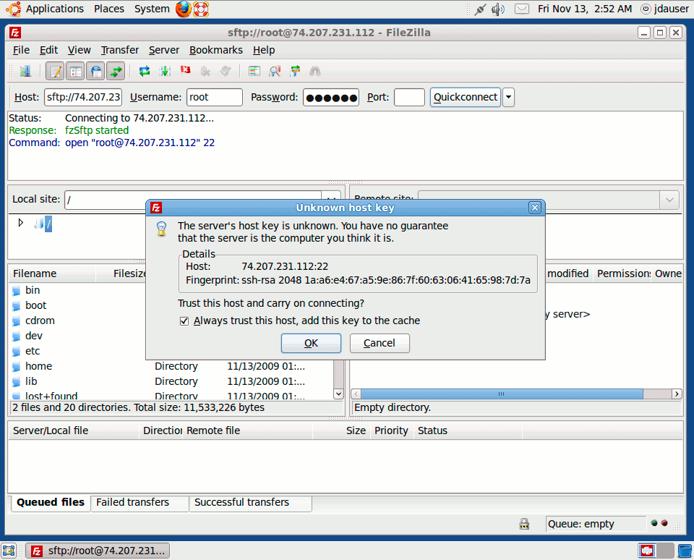 Applications Places System Fri Nov 13, 2:52 AM jdauser
sftp://root@74.207.231.112 - FileZilla
File Edit View Transfer Server Bookmarks Help
Host: sftp://74.207.23 Username: root Password: ●●●●●● Port: Quickconnect
Status: Connecting to 74.207.231.112...
Response: fzSftp started
Command: open "root@74.207.231.112" 22
Local site: / Remote site:
/
Unknown host key
The server's host key is unknown. You have no guarantee
that the server is the computer you think it is.
Details
Host: 74.207.231.112:22
Fingerprint: ssh-rsa 2048 1a:a6:e4:67:a5:9e:86:7f:60:63:06:41:65:98:7d:7a
Trust this host and carry on connecting?
Always trust this host, add this key to the cache
OK Cancel
Filename Filesiz modified Permission: Owne
bin
boot
cdrom y server>
dev
etc
home Directory 11/13/2009 01:...
lib Directory 11/13/2009 01:...
lost+found Directory 11/13/2009 01:...
2 files and 20 directories. Total size: 11,533,226 bytes Empty directory.
Server/Local file Directior Remote file Size Priority Status
Queued files Failed transfers Successful transfers
Queue: empty
sftp://root@74.207.231...